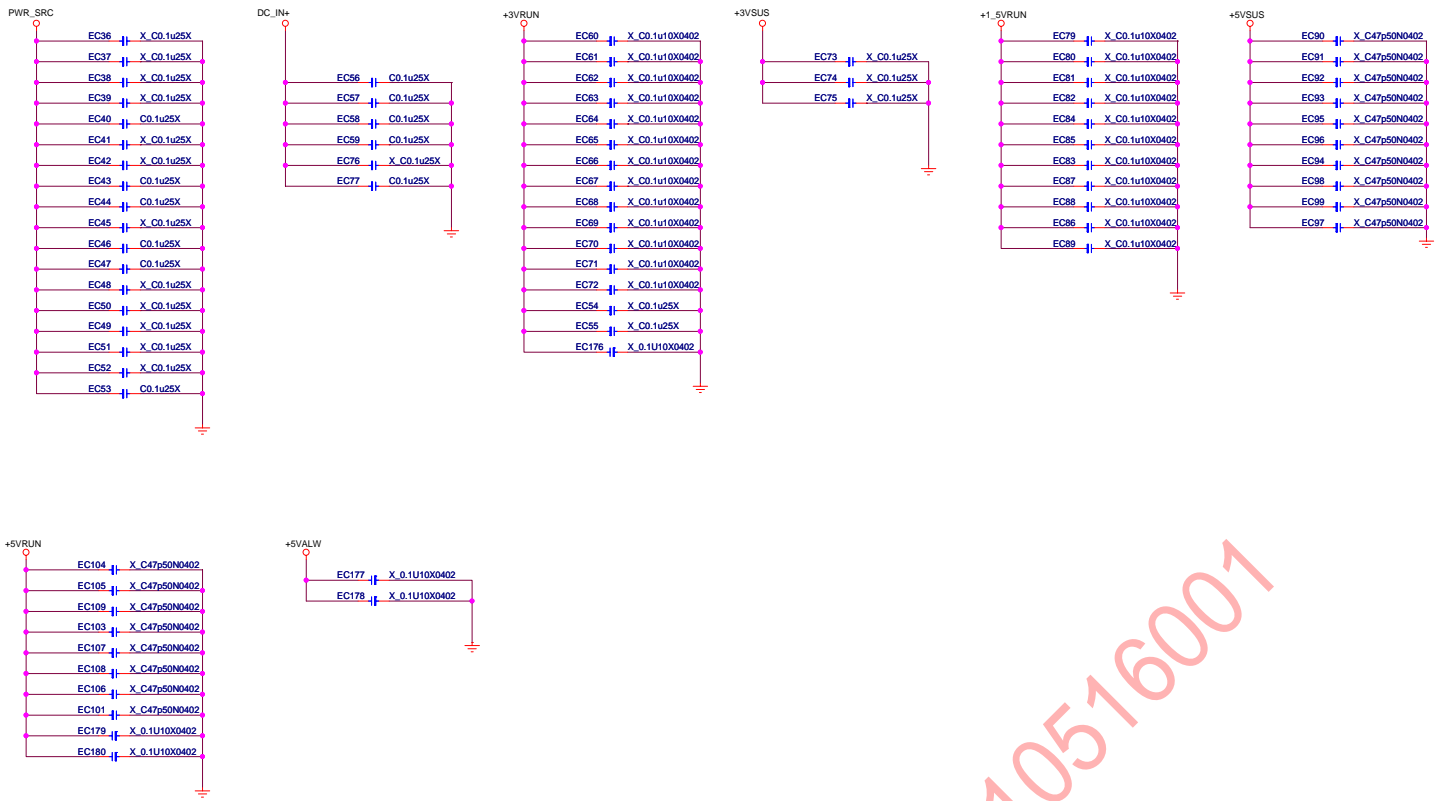 PWR_SRC
EC36 X_C0.1u25X
EC37 X_C0.1u25X
EC38 X_C0.1u25X
EC39 X_C0.1u25X
EC40 C0.1u25X
EC41 X_C0.1u25X
EC42 X_C0.1u25X
EC43 C0.1u25X
EC44 C0.1u25X
EC45 X_C0.1u25X
EC46 C0.1u25X
EC47 C0.1u25X
EC48 X_C0.1u25X
EC50 X_C0.1u25X
EC49 X_C0.1u25X
EC51 X_C0.1u25X
EC52 X_C0.1u25X
EC53 C0.1u25X
DC_IN+
EC56 C0.1u25X
EC57 C0.1u25X
EC58 C0.1u25X
EC59 C0.1u25X
EC76 X_C0.1u25X
EC77 C0.1u25X
+3VRUN
EC60 X_C0.1u10X0402
EC61 X_C0.1u10X0402
EC62 X_C0.1u10X0402
EC63 X_C0.1u10X0402
EC64 X_C0.1u10X0402
EC65 X_C0.1u10X0402
EC66 X_C0.1u10X0402
EC67 X_C0.1u10X0402
EC68 X_C0.1u10X0402
EC69 X_C0.1u10X0402
EC70 X_C0.1u10X0402
EC71 X_C0.1u10X0402
EC72 X_C0.1u10X0402
EC54 X_C0.1u25X
EC55 X_C0.1u25X
EC176 X_0.1U10X0402
+3VSUS
EC73 X_C0.1u25X
EC74 X_C0.1u25X
EC75 X_C0.1u25X
+1_5VRUN
EC79 X_C0.1u10X0402
EC80 X_C0.1u10X0402
EC81 X_C0.1u10X0402
EC82 X_C0.1u10X0402
EC84 X_C0.1u10X0402
EC85 X_C0.1u10X0402
EC83 X_C0.1u10X0402
EC87 X_C0.1u10X0402
EC88 X_C0.1u10X0402
EC86 X_C0.1u10X0402
EC89 X_C0.1u10X0402
+5VSUS
EC90 X_C47p50N0402
EC91 X_C47p50N0402
EC92 X_C47p50N0402
EC93 X_C47p50N0402
EC95 X_C47p50N0402
EC96 X_C47p50N0402
EC94 X_C47p50N0402
EC98 X_C47p50N0402
EC99 X_C47p50N0402
EC97 X_C47p50N0402
+5VRUN
EC104 X_C47p50N0402
EC105 X_C47p50N0402
EC109 X_C47p50N0402
EC103 X_C47p50N0402
EC107 X_C47p50N0402
EC108 X_C47p50N0402
EC106 X_C47p50N0402
EC101 X_C47p50N0402
EC179 X_0.1U10X0402
EC180 X_0.1U10X0402
+5VALW
EC177 X_0.1U10X0402
EC178 X_0.1U10X0402
10516001